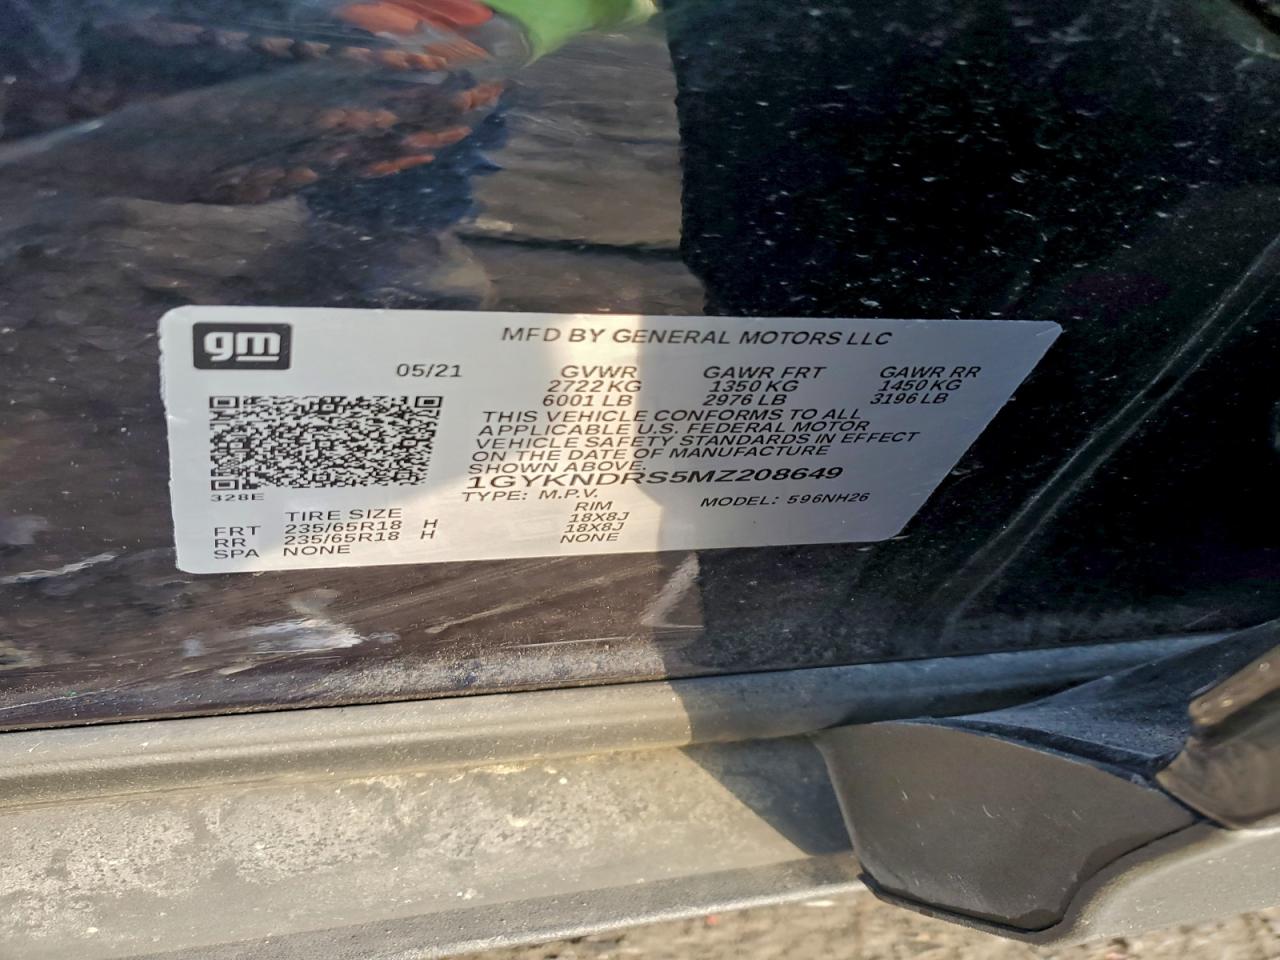 gm
MFD BY GENERAL MOTORS LLC
05/21 GVWR GAWR FRT GAWR RR
2722 KG 1350 KG 1450 KG
6001 LB 2976 LB 3196 LB
THIS VEHICLE CONFORMS TO ALL
APPLICABLE U.S. FEDERAL MOTOR
VEHICLE SAFETY STANDARDS IN EFFECT
ON THE DATE OF MANUFACTURE
SHOWN ABOVE.
1GYKNDRS5MZ208649
328E
TYPE: M.P.V. MODEL: 596NH26
TIRE SIZE RIM
FRT 235/65R18 H 18X8J
RR 235/65R18 H 18X8J
SPA NONE NONE